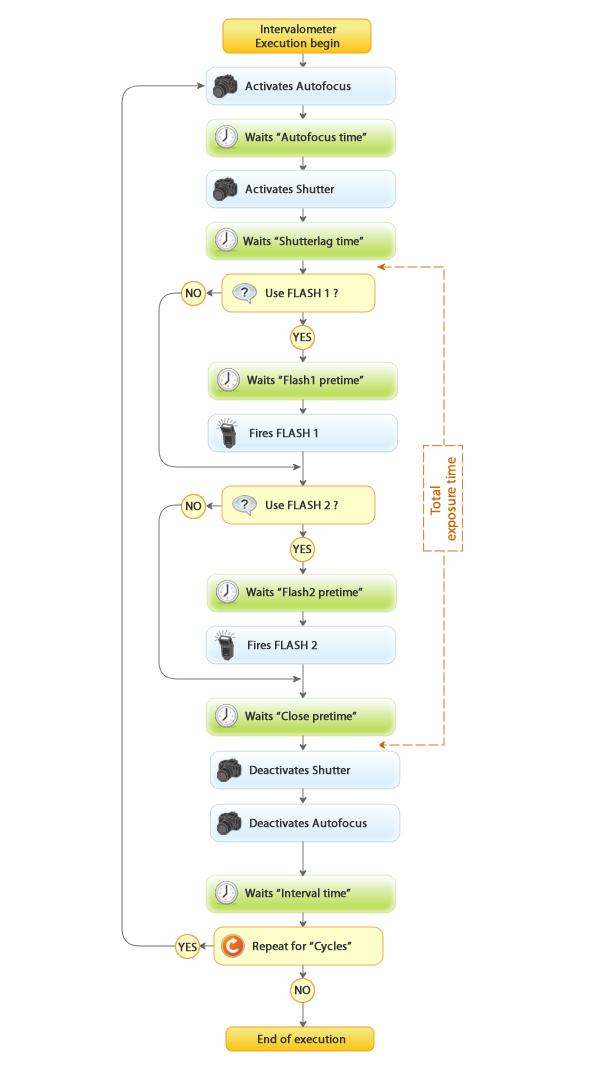 Intervalometer
Execution begin
Activates Autofocus
Waits “Autofocus time”
Activates Shutter
Waits “Shutterlag time”
NO
? Use FLASH 1 ?
YES
Waits “Flash1 pretime”
Fires FLASH 1
Total
exposure time
NO
? Use FLASH 2 ?
YES
Waits “Flash2 pretime”
Fires FLASH 2
Waits “Close pretime”
Deactivates Shutter
Deactivates Autofocus
Waits “Interval time”
YES
Repeat for “Cycles”
NO
End of execution